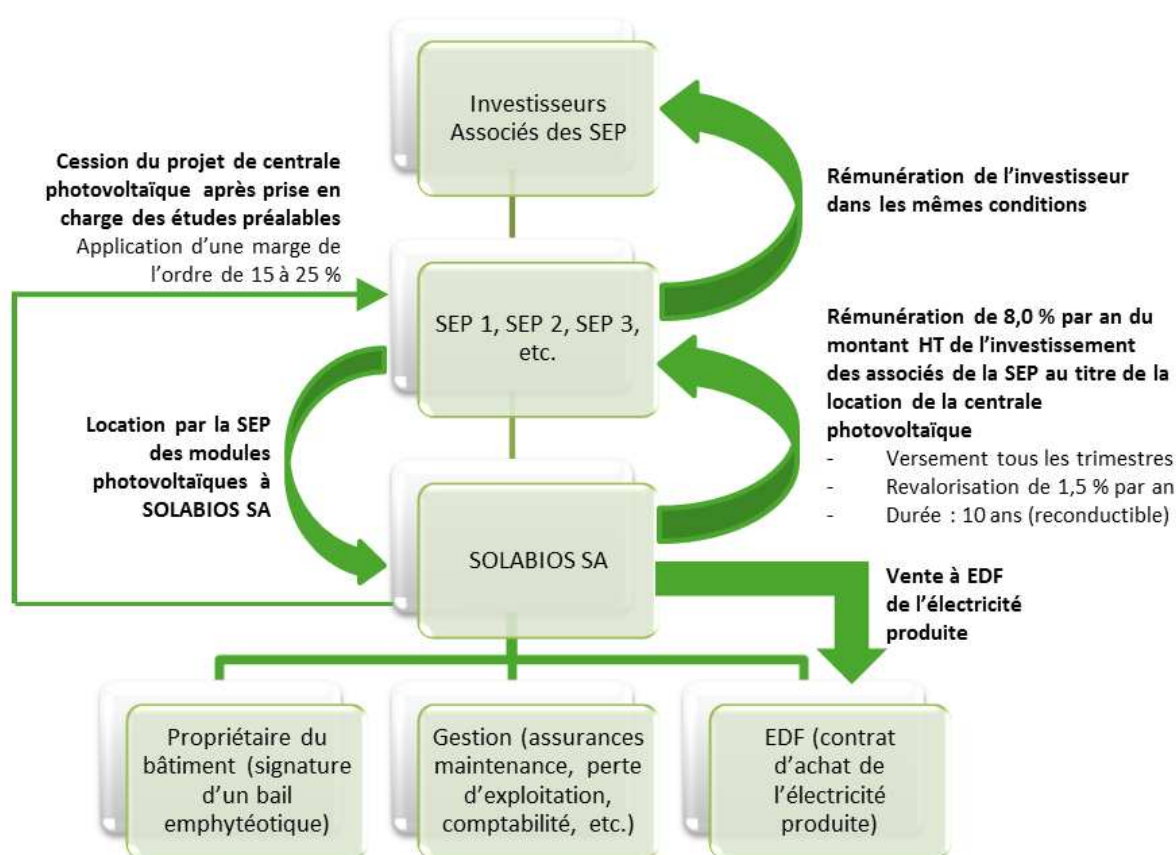 Investisseurs
Associés des SEP
Cession du projet de centrale
photovoltaïque après prise en
charge des études préalables
Application d'une marge de
l'ordre de 15 à 25 %
Rémunération de l'investisseur
dans les mêmes conditions
SEP 1, SEP 2, SEP 3,
etc.
Rémunération de 8,0 % par an du
montant HT de l'investissement
des associés de la SEP au titre de la
location de la centrale
photovoltaïque
- Versement tous les trimestres
- Revalorisation de 1,5 % par an
- Durée : 10 ans (reconductible)
Location par la SEP
des modules
photovoltaïques à
SOLABIOS SA
SOLABIOS SA
Vente à EDF
de l'électricité
produite
Propriétaire du
bâtiment (signature
d'un bail
emphytéotique)
Gestion (assurances
maintenance, perte
d'exploitation,
comptabilité, etc.)
EDF (contrat
d'achat de
l'électricité
produite)